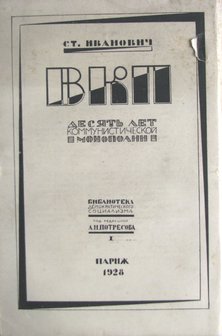 СТ. ИВАНОВИЧ
ВКП
ДЕСЯТЬ ЛЕТ
КОММУНИСТИЧЕСКОЙ
МОНОПОЛИИ
БИБЛИОТЕКА
ДЕМОКРАТИЧЕСКОГО
СОЦИАЛИЗМА
ПОД РЕДАКЦИЕЙ
А.Н.ПОТРЕСОВА
I
ПАРИЖ
1928